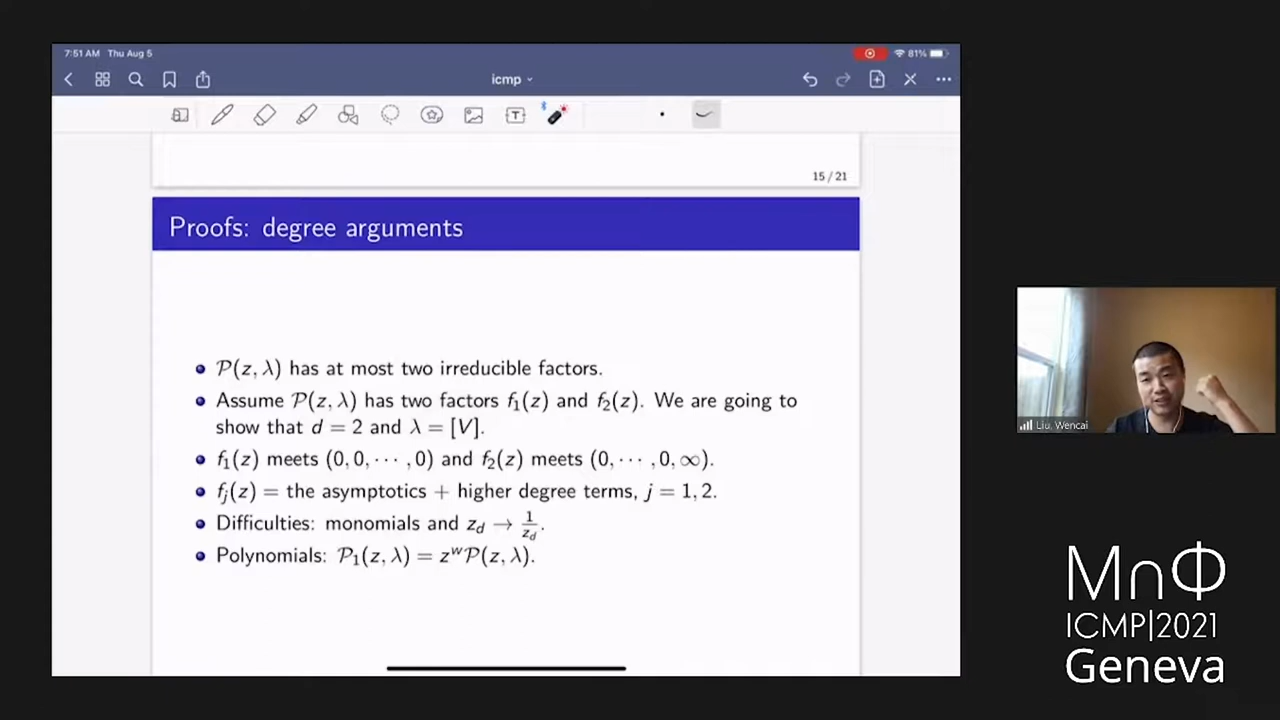 7:51 AM Thu Aug 5
81%
icmp
T
15 / 21
Proofs: degree arguments
• 𝒫(z, λ) has at most two irreducible factors.
• Assume 𝒫(z, λ) has two factors f₁(z) and f₂(z). We are going to
show that d = 2 and λ = [V].
• f₁(z) meets (0, 0, ⋯ , 0) and f₂(z) meets (0, ⋯ , 0, ∞).
• fⱼ(z) = the asymptotics + higher degree terms, j = 1, 2.
• Difficulties: monomials and z_d → 1/z_d.
• Polynomials: 𝒫₁(z, λ) = zʷ𝒫(z, λ).
Liu, Wencai
M∩Φ
ICMP|2021
Geneva